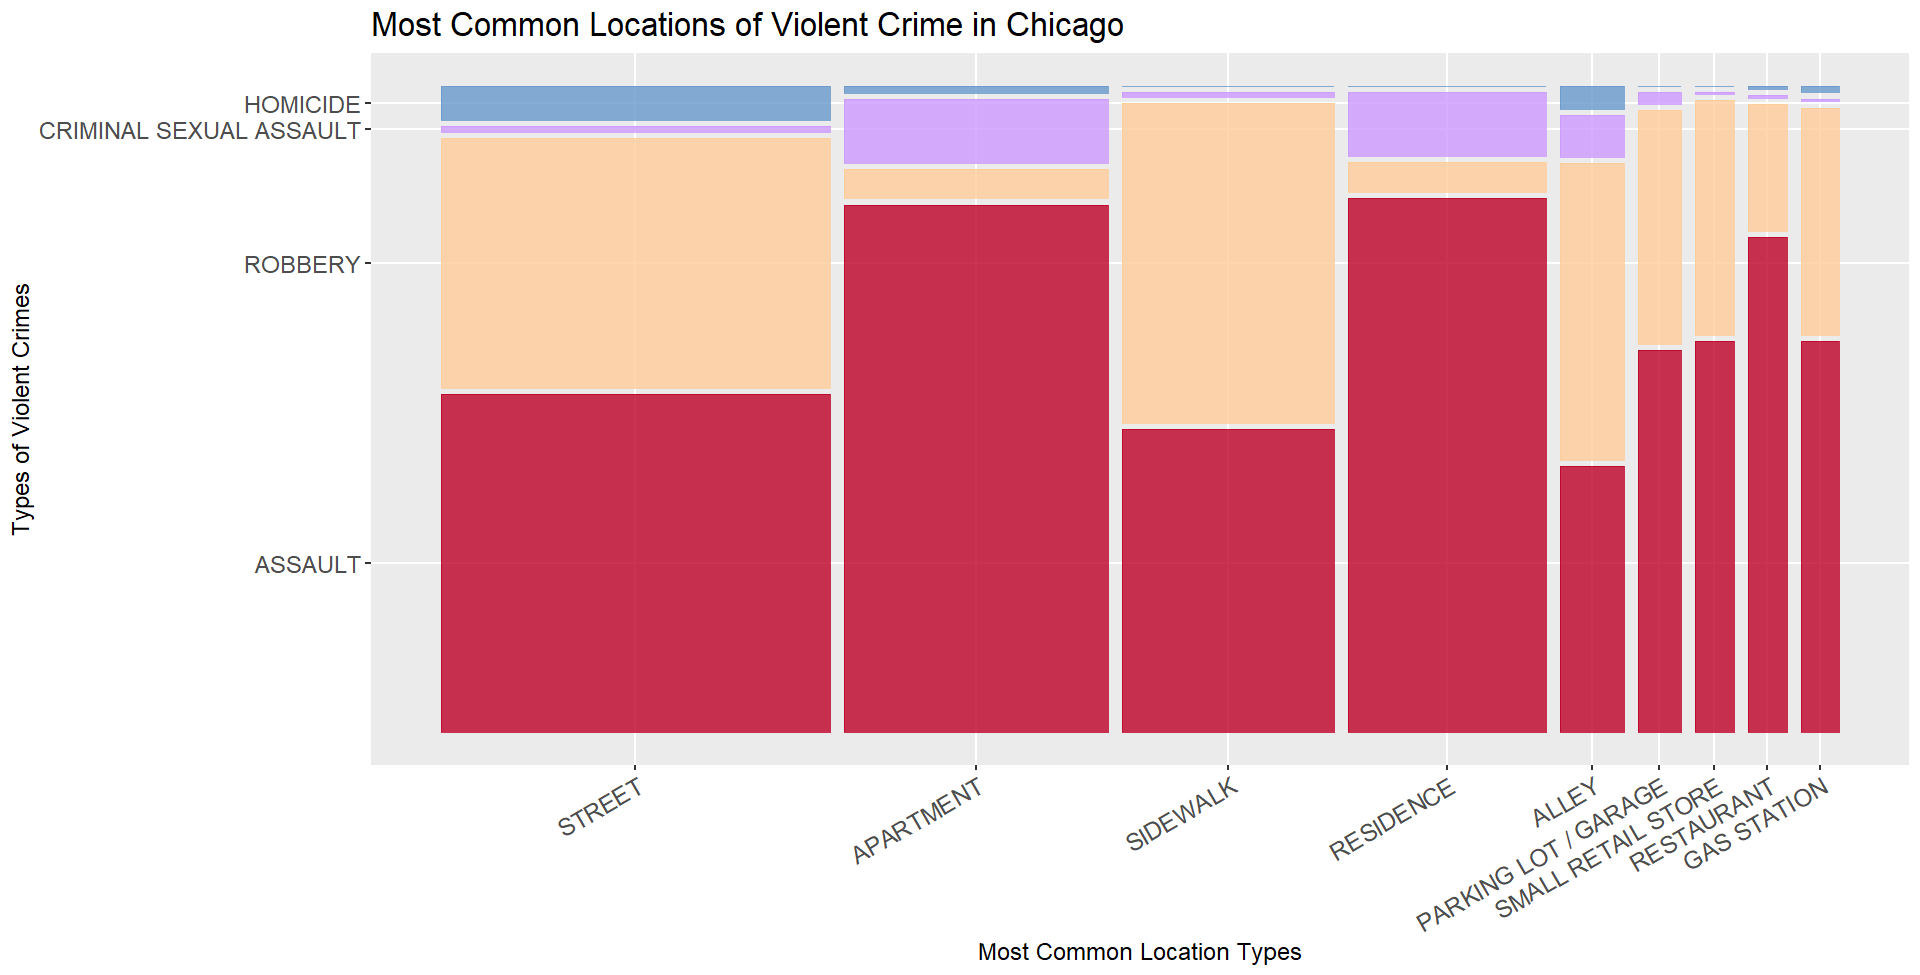 Most Common Locations of Violent Crime in Chicago
HOMICIDE
CRIMINAL SEXUAL ASSAULT
ROBBERY
ASSAULT
Types of Violent Crimes
STREET
APARTMENT
SIDEWALK
RESIDENCE
ALLEY
PARKING LOT / GARAGE
SMALL RETAIL STORE
RESTAURANT
GAS STATION
Most Common Location Types